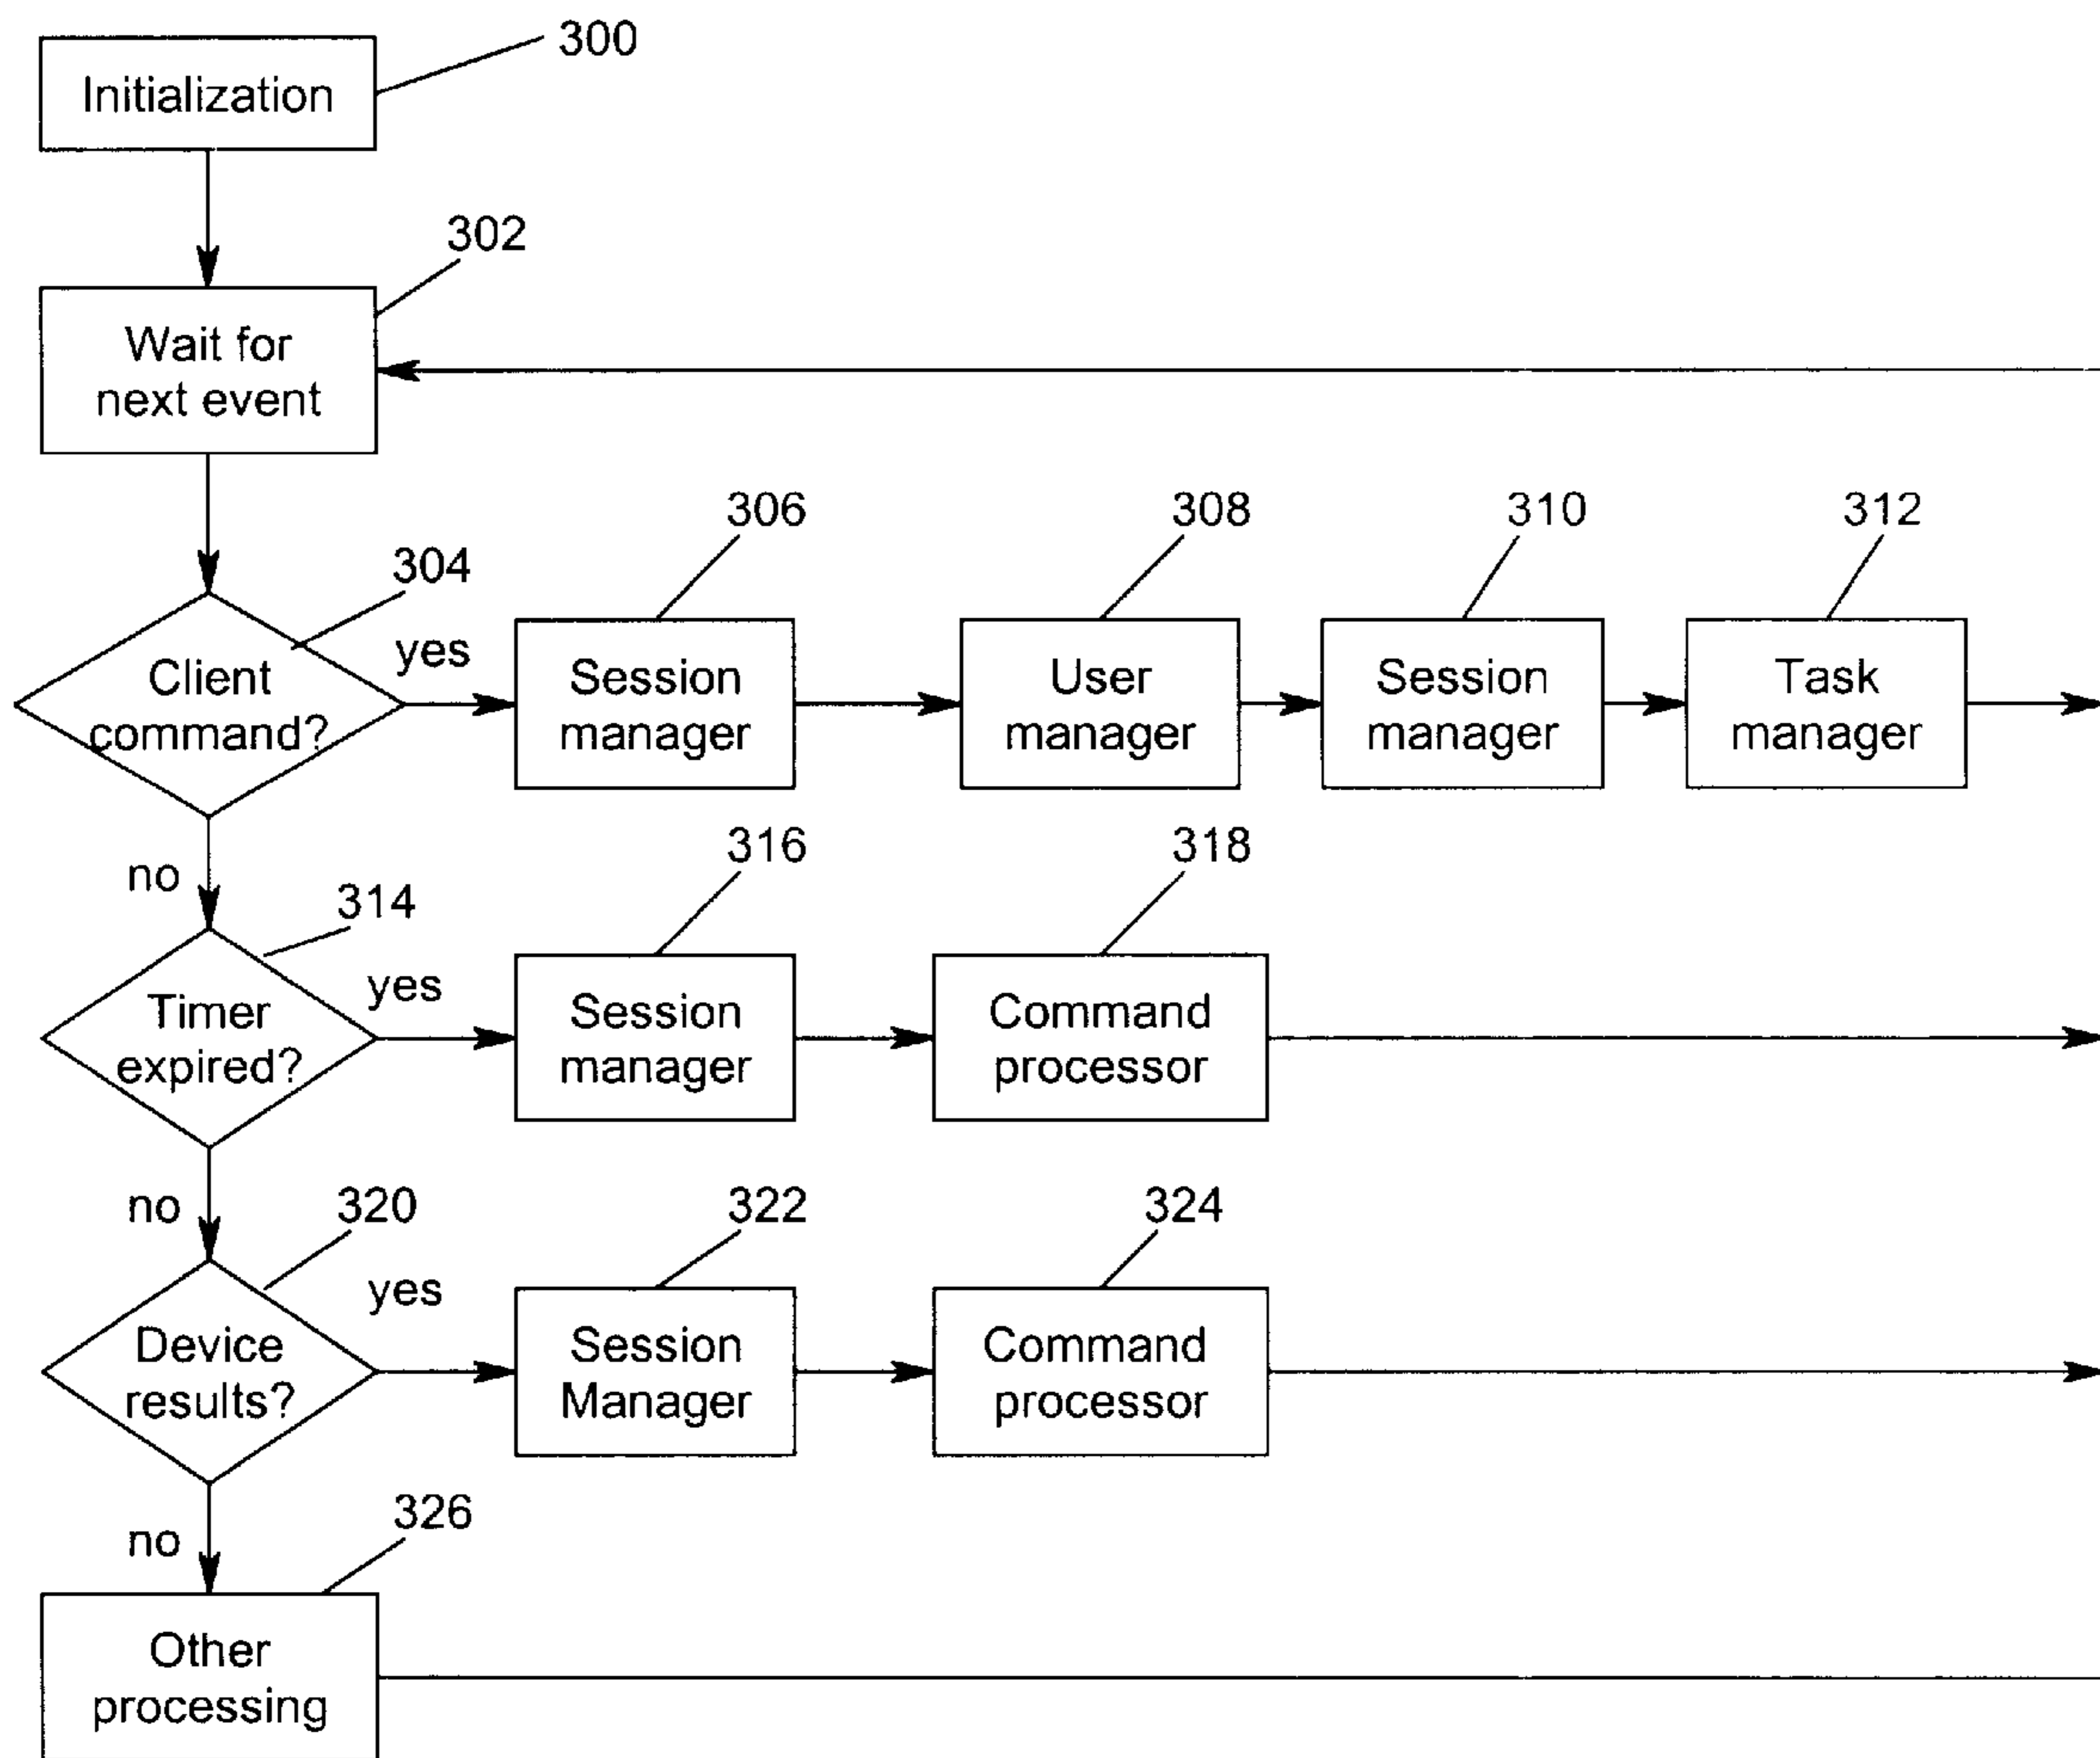 300
Initialization
302
Wait for
next event
306
308
310
312
304
yes
Client
command?
Session
manager
User
manager
Session
manager
Task
manager
no
316
318
314
yes
Timer
expired?
Session
manager
Command
processor
no
320
322
324
yes
Device
results?
Session
Manager
Command
processor
no
326
Other
processing